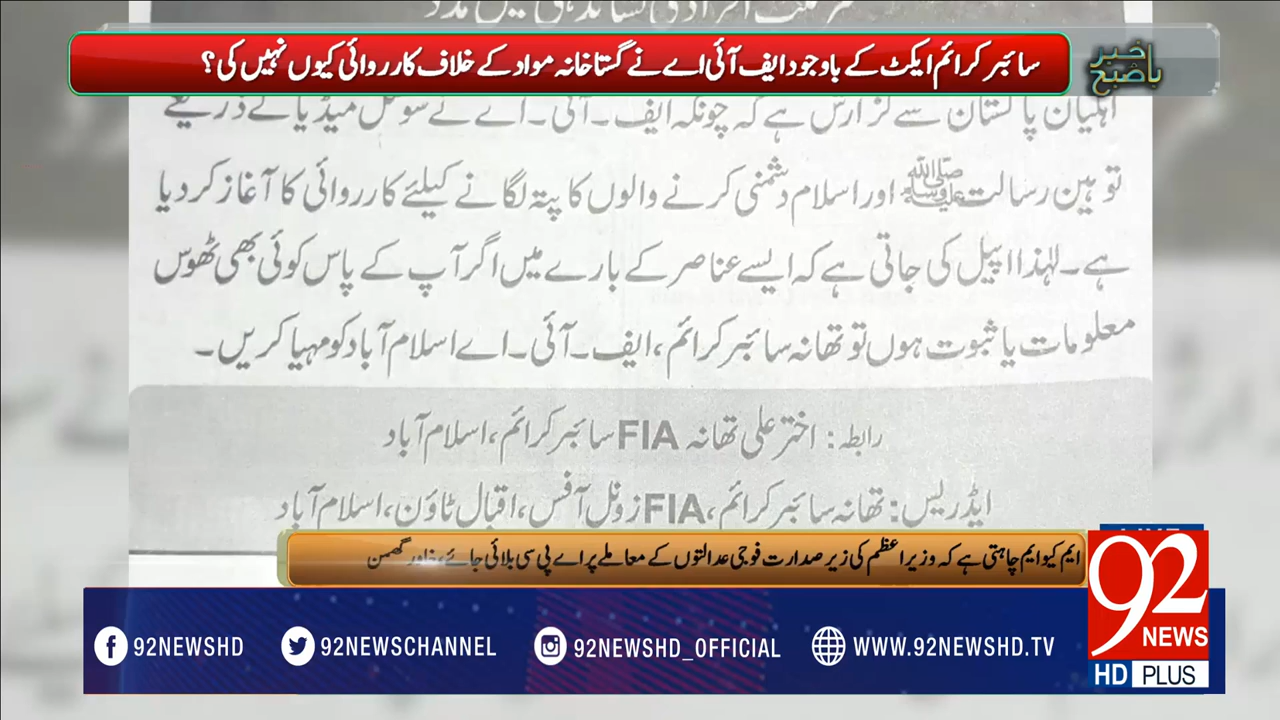 سائبر کرائم ایکٹ کے باوجود ایف آئی اے نے گستاخانہ مواد کے خلاف کارروائی کیوں نہیں کی؟
باخبر صبح
اہلیان پاکستان سے گزارش ہے کہ چونکہ ایف۔آئی۔اے نے سوشل میڈیا کے ذریعے
توہین رسالت ﷺ اور اسلام دشمنی کرنے والوں کا پتہ لگانے کیلئے کارروائی کا آغاز کر دیا
ہے۔ لہٰذا اپیل کی جاتی ہے کہ ایسے عناصر کے بارے میں اگر آپ کے پاس کوئی بھی ٹھوس
معلومات یا ثبوت ہوں تو تھانہ سائبر کرائم، ایف۔آئی۔اے اسلام آباد کو مہیا کریں۔
رابطہ: اختر علی تھانہ FIA سائبر کرائم، اسلام آباد
ایڈریس: تھانہ سائبر کرائم، FIA زونل آفس، اقبال ٹاؤن، اسلام آباد
ایم کیو ایم چاہتی ہے کہ وزیراعظم کی زیر صدارت فوجی عدالتوں کے معاملے پر اے پی سی بلائی جائے، خاور گھمن
92 NEWS
HD PLUS
92NEWSHD
92NEWSCHANNEL
92NEWSHD_OFFICIAL
WWW.92NEWSHD.TV